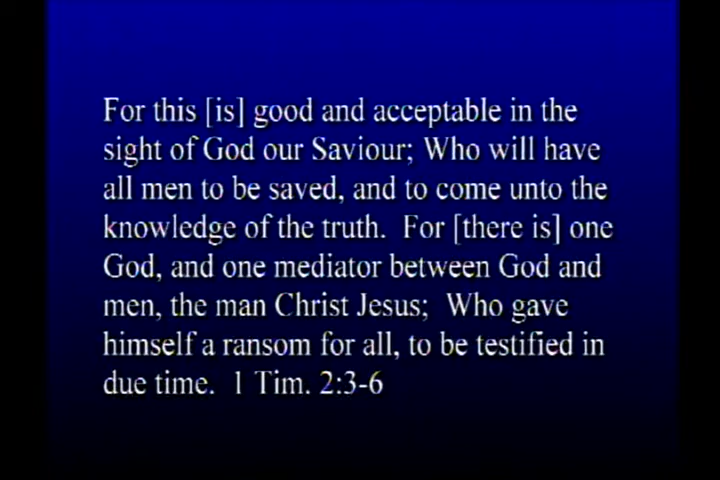 For this [is] good and acceptable in the
sight of God our Saviour; Who will have
all men to be saved, and to come unto the
knowledge of the truth.  For [there is] one
God, and one mediator between God and
men, the man Christ Jesus;  Who gave
himself a ransom for all, to be testified in
due time.  1 Tim. 2:3-6